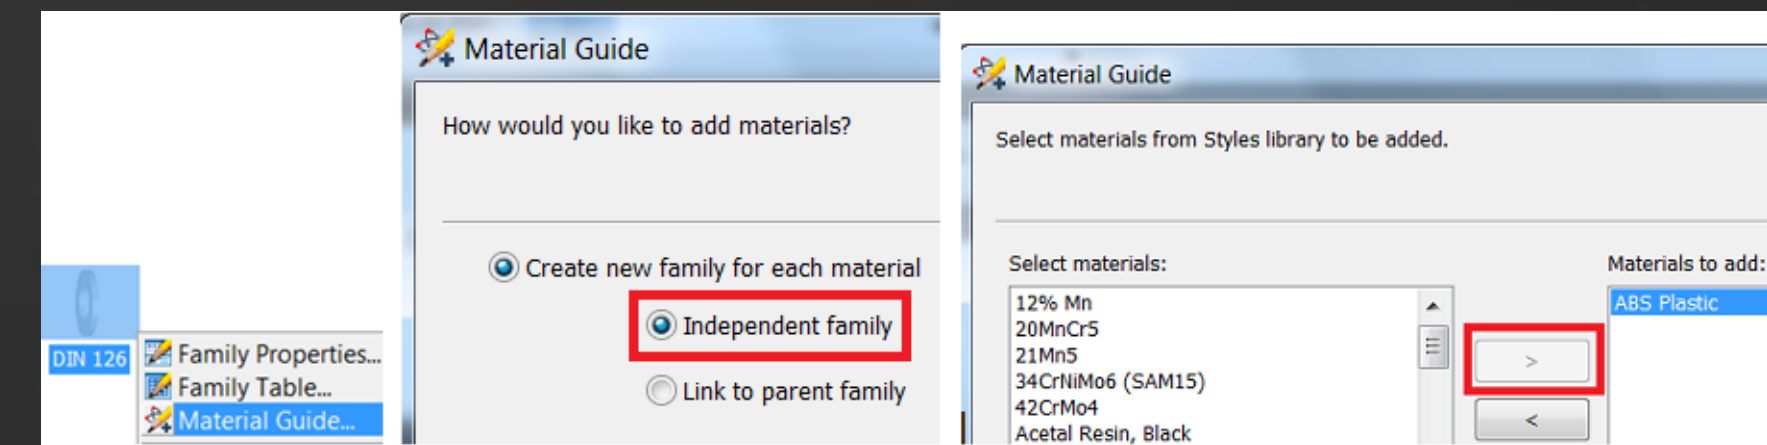 DIN 126
Family Properties...
Family Table...
Material Guide...
Material Guide
How would you like to add materials?
Create new family for each material
Independent family
Link to parent family
Material Guide
Select materials from Styles library to be added.
Select materials:
12% Mn
20MnCr5
21Mn5
34CrNiMo6 (SAM15)
42CrMo4
Acetal Resin, Black
>
<
Materials to add:
ABS Plastic